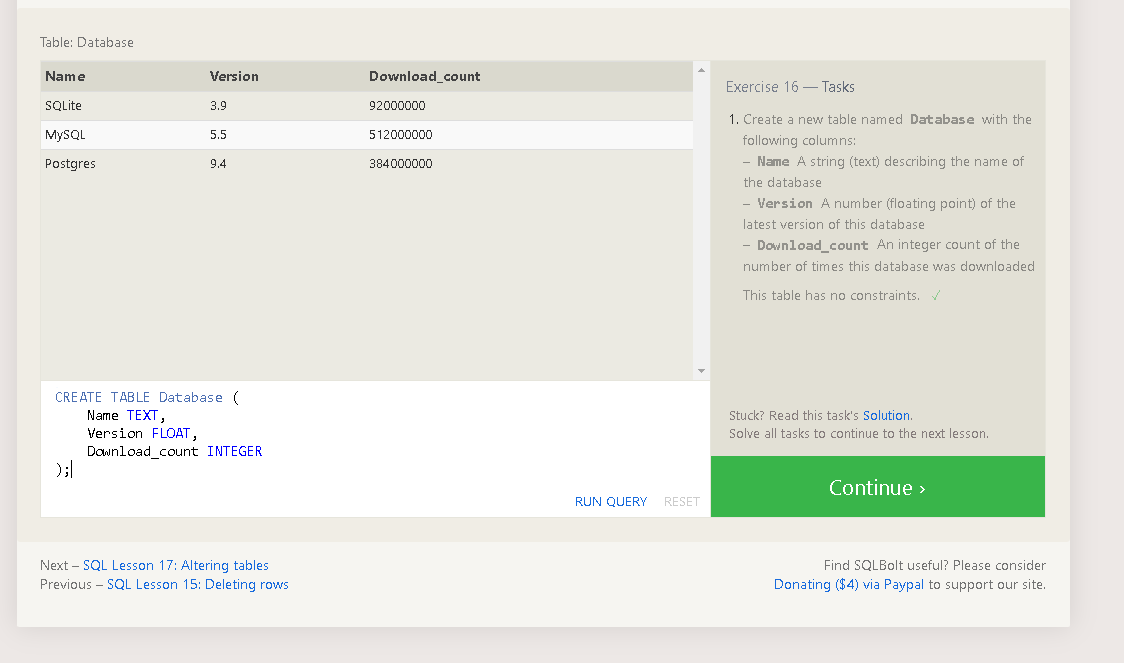 Table: Database
Name Version Download_count
SQLite 3.9 92000000
MySQL 5.5 512000000
Postgres 9.4 384000000
CREATE TABLE Database (
Name TEXT,
Version FLOAT,
Download_count INTEGER
);
RUN QUERY RESET
Exercise 16 — Tasks
1. Create a new table named Database with the
following columns:
– Name A string (text) describing the name of
the database
– Version A number (floating point) of the
latest version of this database
– Download_count An integer count of the
number of times this database was downloaded
This table has no constraints. ✓
Stuck? Read this task's Solution.
Solve all tasks to continue to the next lesson.
Continue ›
Next – SQL Lesson 17: Altering tables
Previous – SQL Lesson 15: Deleting rows
Find SQLBolt useful? Please consider
Donating ($4) via Paypal to support our site.